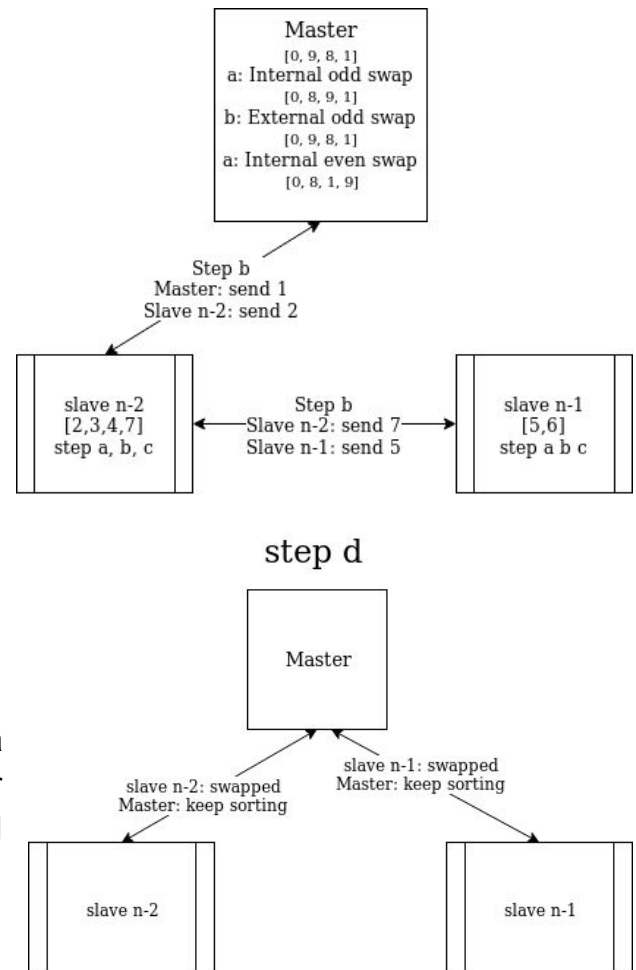 Master
[0, 9, 8, 1]
a: Internal odd swap
[0, 8, 9, 1]
b: External odd swap
[0, 9, 8, 1]
a: Internal even swap
[0, 8, 1, 9]
Step b
Master: send 1
Slave n-2: send 2
slave n-2
[2,3,4,7]
step a, b, c
Step b
Slave n-2: send 7
Slave n-1: send 5
slave n-1
[5,6]
step a b c
step d
Master
slave n-2: swapped
Master: keep sorting
slave n-1: swapped
Master: keep sorting
slave n-2
slave n-1